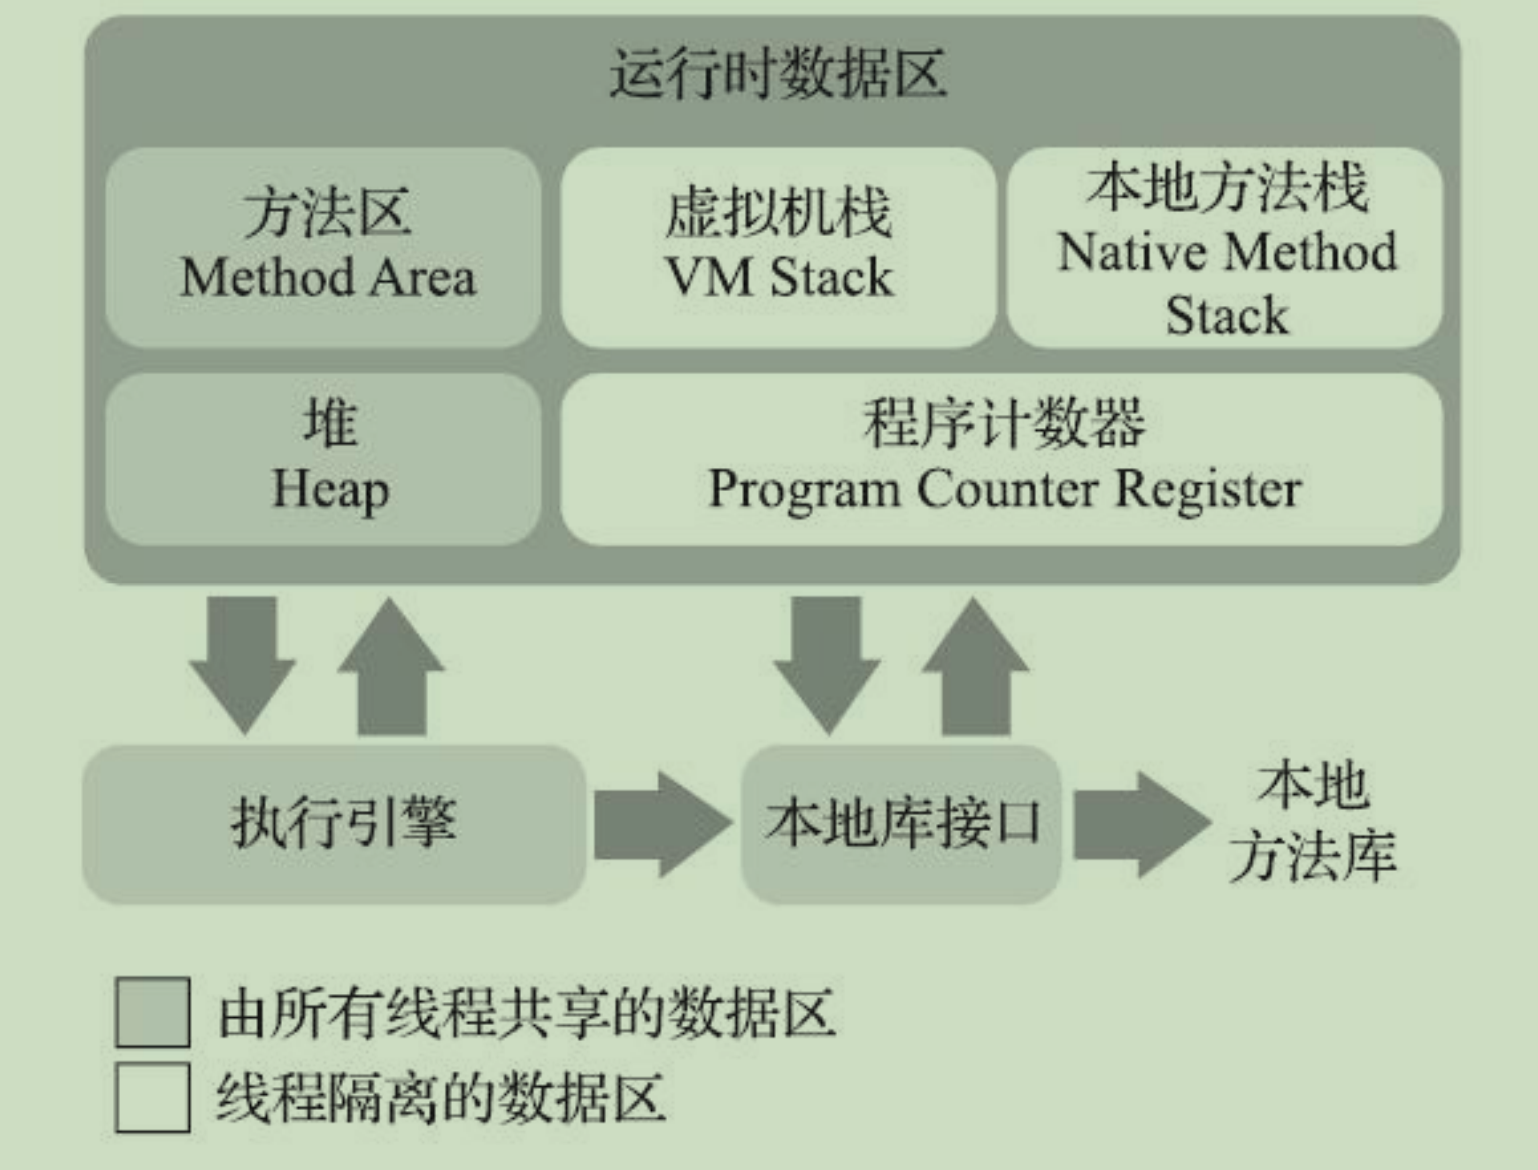 运行时数据区
方法区
Method Area
虚拟机栈
VM Stack
本地方法栈
Native Method
Stack
堆
Heap
程序计数器
Program Counter Register
执行引擎
本地库接口
本地
方法库
由所有线程共享的数据区
线程隔离的数据区